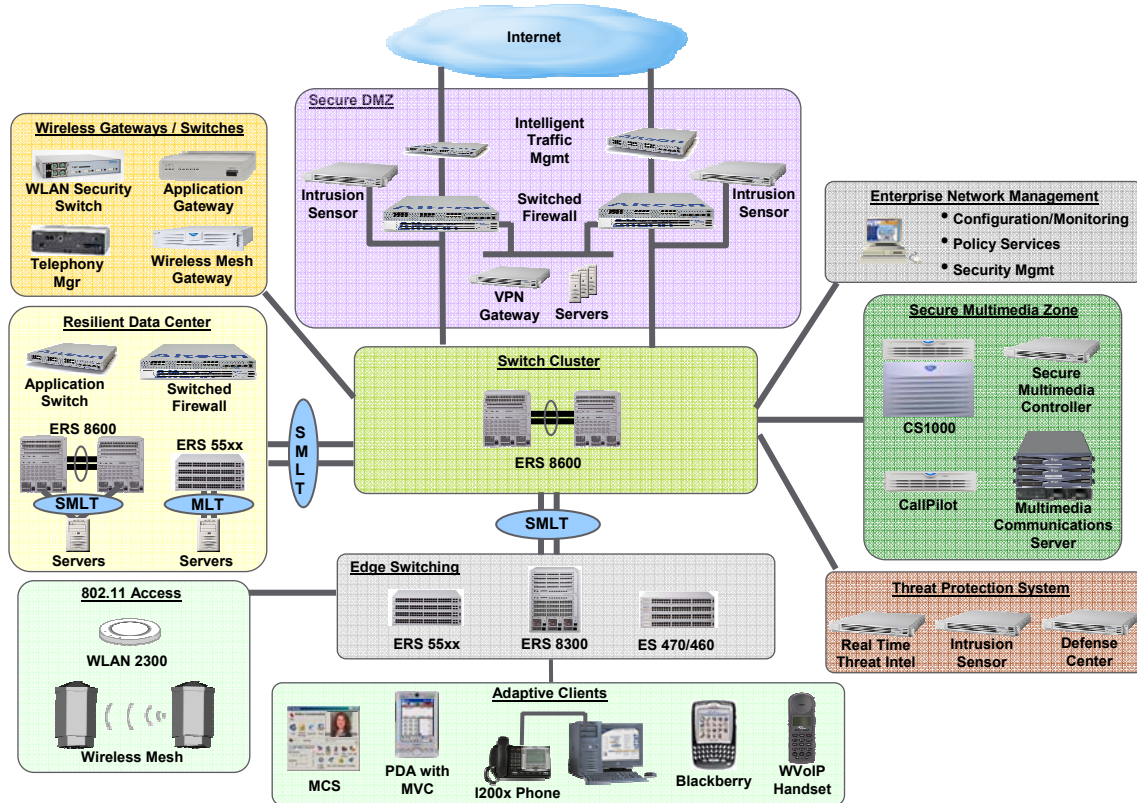 Internet
Secure DMZ
Intelligent
Traffic
Mgmt
Intrusion
Sensor
Switched
Firewall
Intrusion
Sensor
Alteon
Alteon
VPN
Gateway
Servers
Wireless Gateways / Switches
WLAN Security
Switch
Application
Gateway
Telephony
Mgr
Wireless Mesh
Gateway
Enterprise Network Management
• Configuration/Monitoring
• Policy Services
• Security Mgmt
Resilient Data Center
Alteon
Alteon
Application
Switch
Switched
Firewall
ERS 8600
ERS 55xx
SMLT
MLT
Servers
Servers
SMLT
Switch Cluster
ERS 8600
SMLT
Secure Multimedia Zone
CS1000
Secure
Multimedia
Controller
CallPilot
Multimedia
Communications
Server
Edge Switching
ERS 55xx
ERS 8300
ES 470/460
802.11 Access
WLAN 2300
Wireless Mesh
Threat Protection System
Real Time
Threat Intel
Intrusion
Sensor
Defense
Center
Adaptive Clients
MCS
PDA with
MVC
I200x Phone
Blackberry
WVoIP
Handset